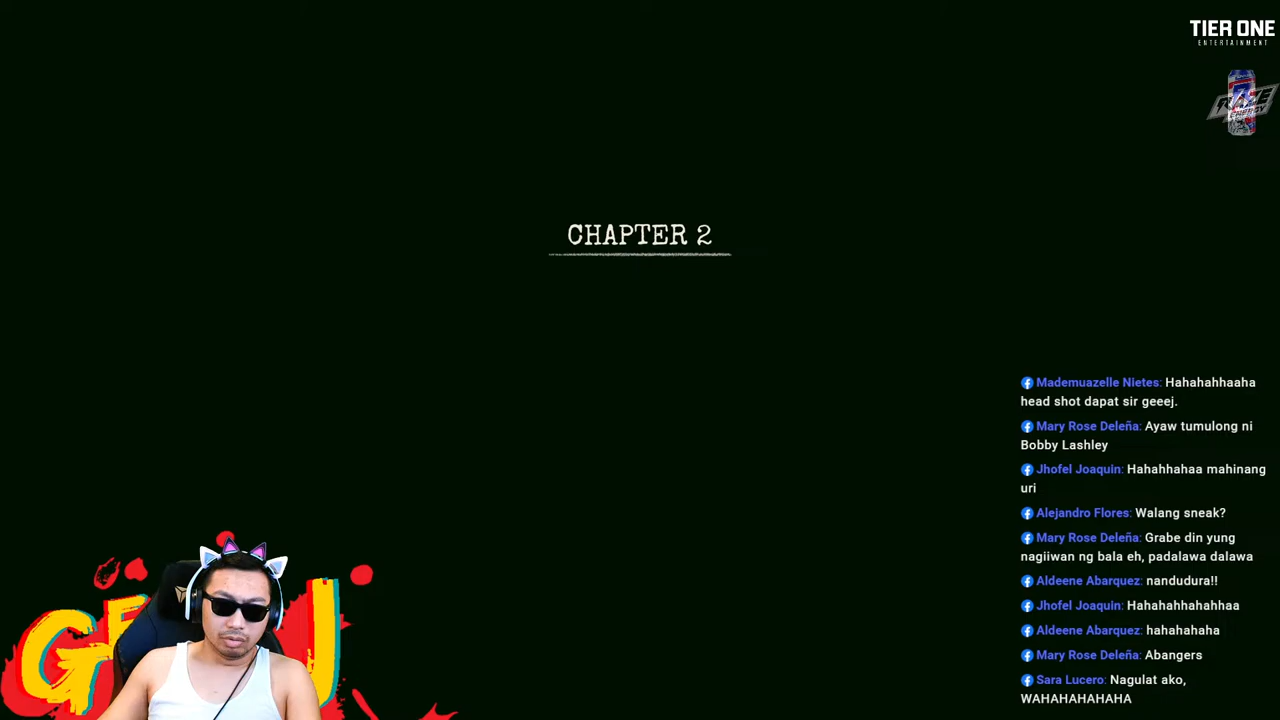 TIER ONE
ENTERTAINMENT
ENERGY
CHAPTER 2
Mademuazelle Nietes: Hahahahhaaha
head shot dapat sir geeej.
Mary Rose Deleña: Ayaw tumulong ni
Bobby Lashley
Jhofel Joaquin: Hahahhahaa mahinang
uri
Alejandro Flores: Walang sneak?
Mary Rose Deleña: Grabe din yung
nagiiwan ng bala eh, padalawa dalawa
Aldeene Abarquez: nandudura!!
Jhofel Joaquin: Hahahahhahahhaa
Aldeene Abarquez: hahahahaha
Mary Rose Deleña: Abangers
Sara Lucero: Nagulat ako,
WAHAHAHAHAHA